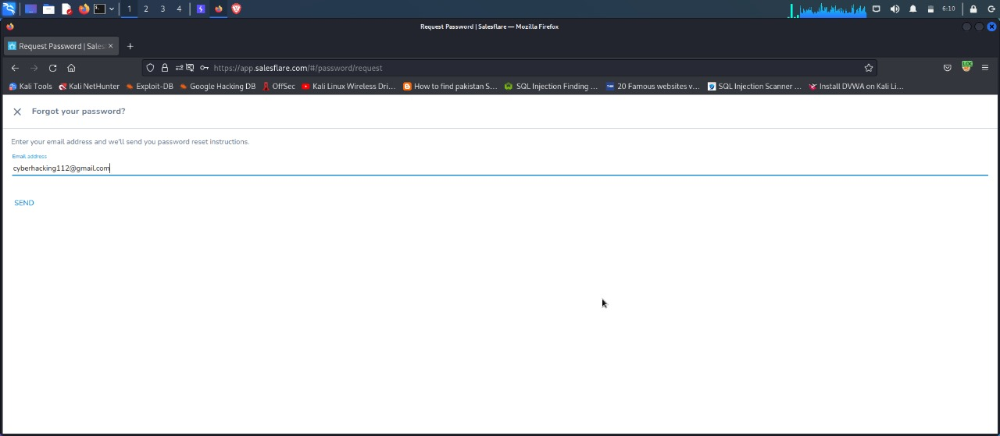 1 2 3 4 6:10
Request Password | Salesflare — Mozilla Firefox
Request Password | Sales
https://app.salesflare.com/#/password/request
LOG
Kali Tools Kali NetHunter Exploit-DB Google Hacking DB OffSec Kali Linux Wireless Dri... How to find pakistan S... SQL Injection Finding ... 20 Famous websites v... SQL Injection Scanner ... Install DVWA on Kali Li...
Forgot your password?
Enter your email address and we'll send you password reset instructions.
Email address
cyberhacking112@gmail.com
SEND